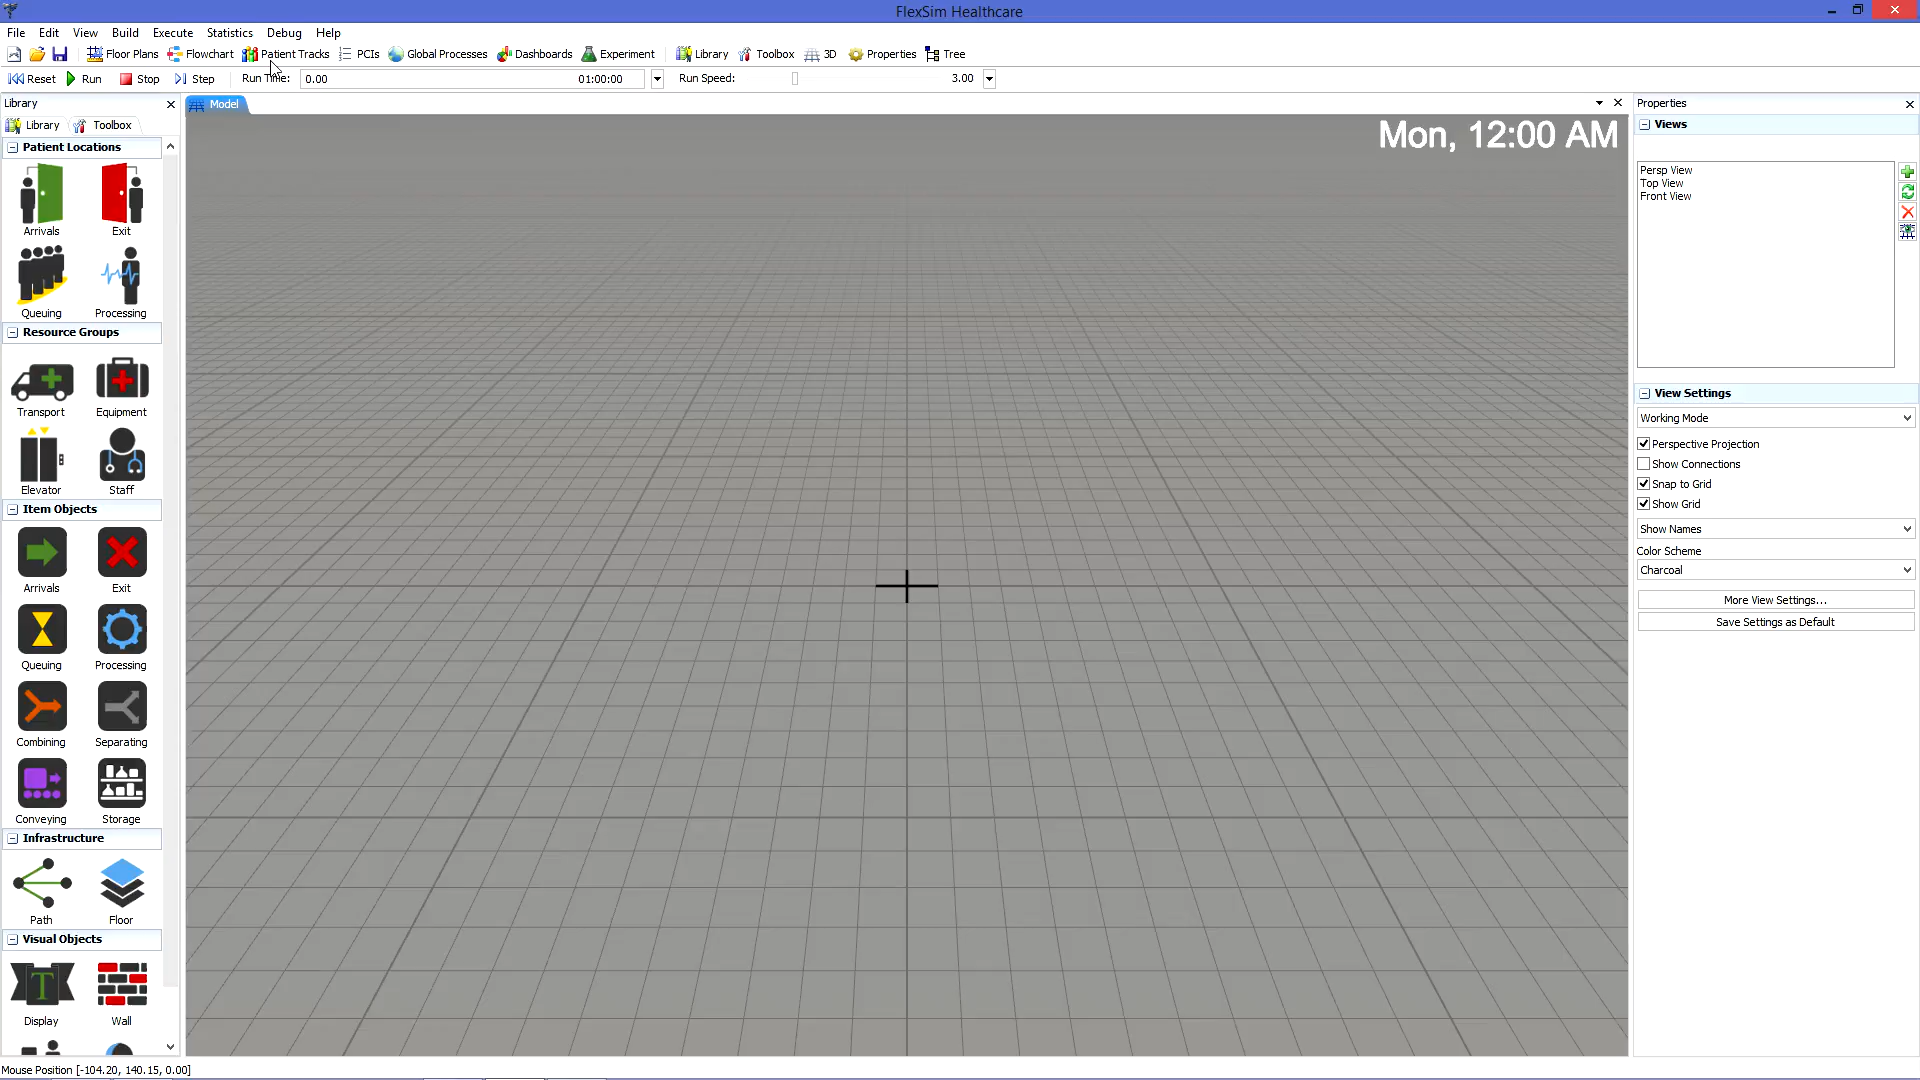 FlexSim Healthcare
File Edit View Build Execute Statistics Debug Help
Floor Plans Flowchart Patient Tracks PCIs Global Processes Dashboards Experiment Library Toolbox 3D Properties Tree
Reset Run Stop Step Run Time: 0.00 01:00:00 Run Speed: 3.00
Library
Library Toolbox
Patient Locations
Arrivals Exit
Queuing Processing
Resource Groups
Transport Equipment
Elevator Staff
Item Objects
Arrivals Exit
Queuing Processing
Combining Separating
Conveying Storage
Infrastructure
Path Floor
Visual Objects
T
Display Wall
Model
Mon, 12:00 AM
Properties
Views
Persp View
Top View
Front View
View Settings
Working Mode
Perspective Projection
Show Connections
Snap to Grid
Show Grid
Show Names
Color Scheme
Charcoal
More View Settings...
Save Settings as Default
Mouse Position [-104.20, 140.15, 0.00]